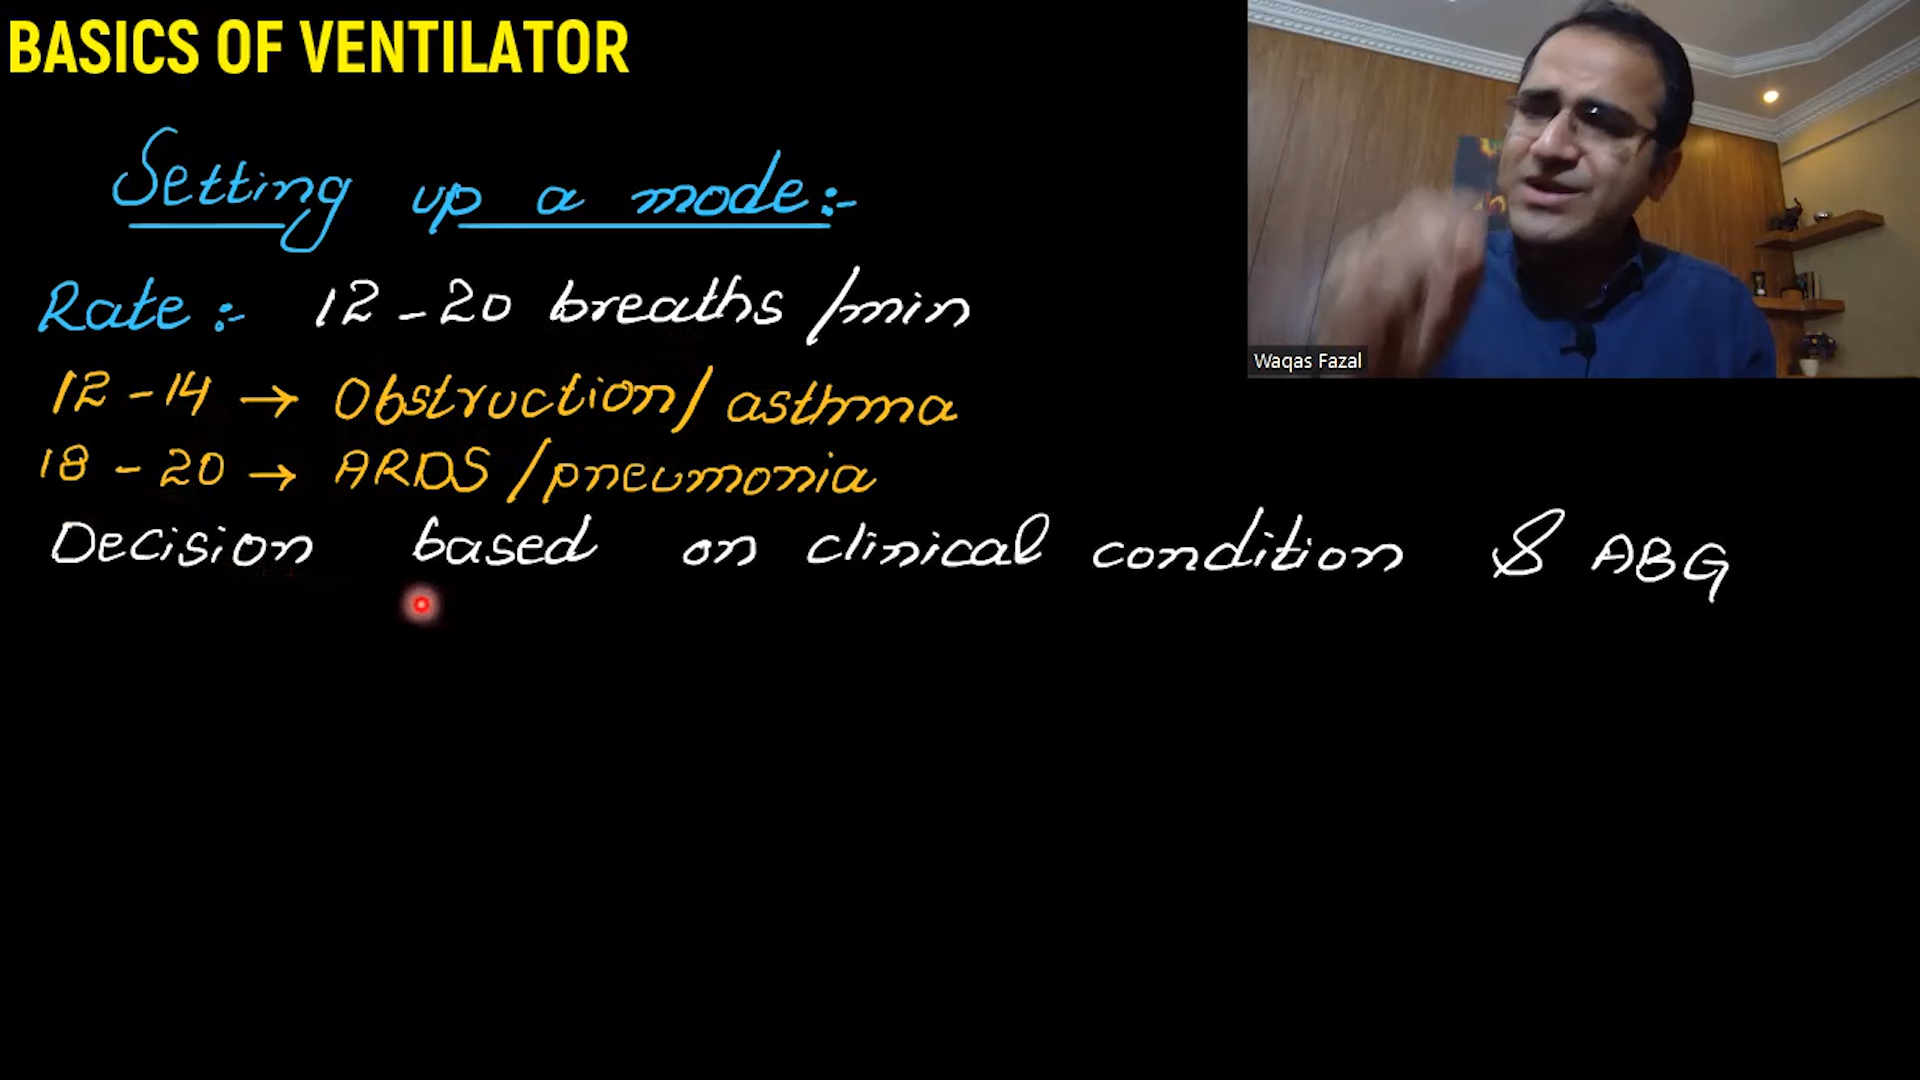 BASICS OF VENTILATOR
Setting up a mode:-
Rate:- 12-20 breaths/min
12-14 → Obstruction/asthma
18-20 → ARDS/pneumonia
Decision based on clinical condition & ABG
Waqas Fazal